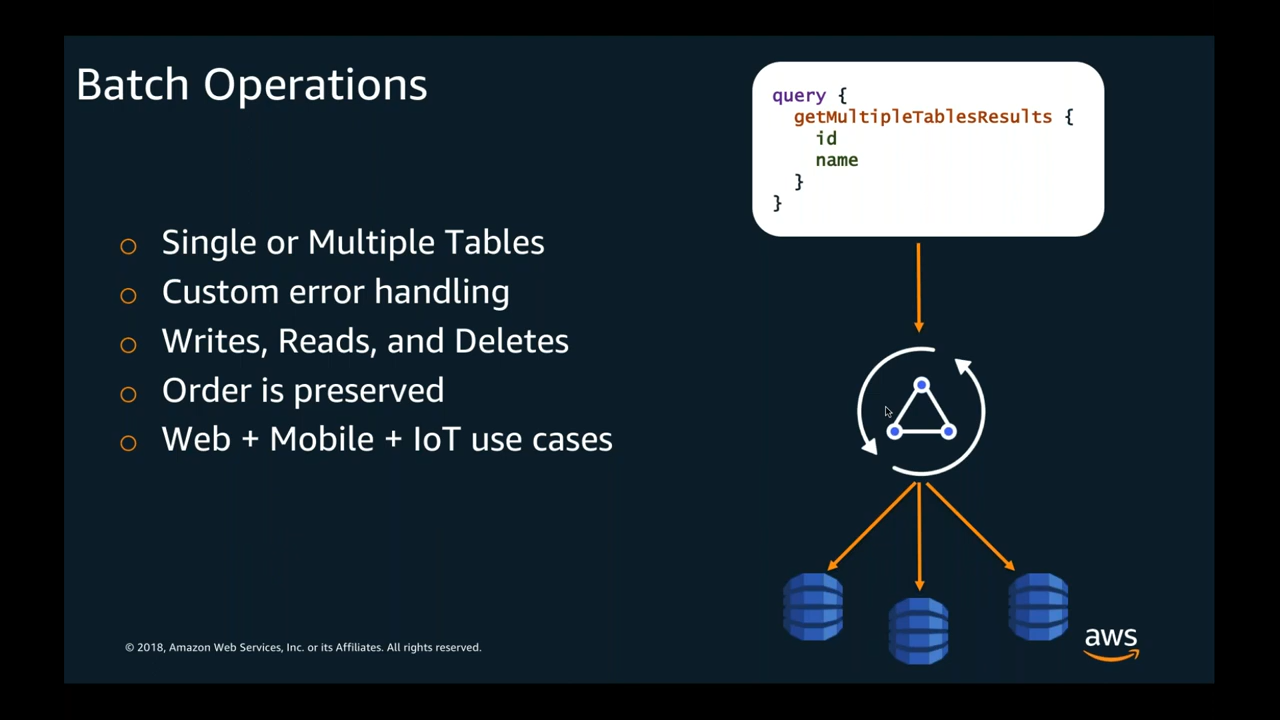 Batch Operations
query {
  getMultipleTablesResults {
    id
    name
  }
}
Single or Multiple Tables
Custom error handling
Writes, Reads, and Deletes
Order is preserved
Web + Mobile + IoT use cases
© 2018, Amazon Web Services, Inc. or its Affiliates. All rights reserved.
aws